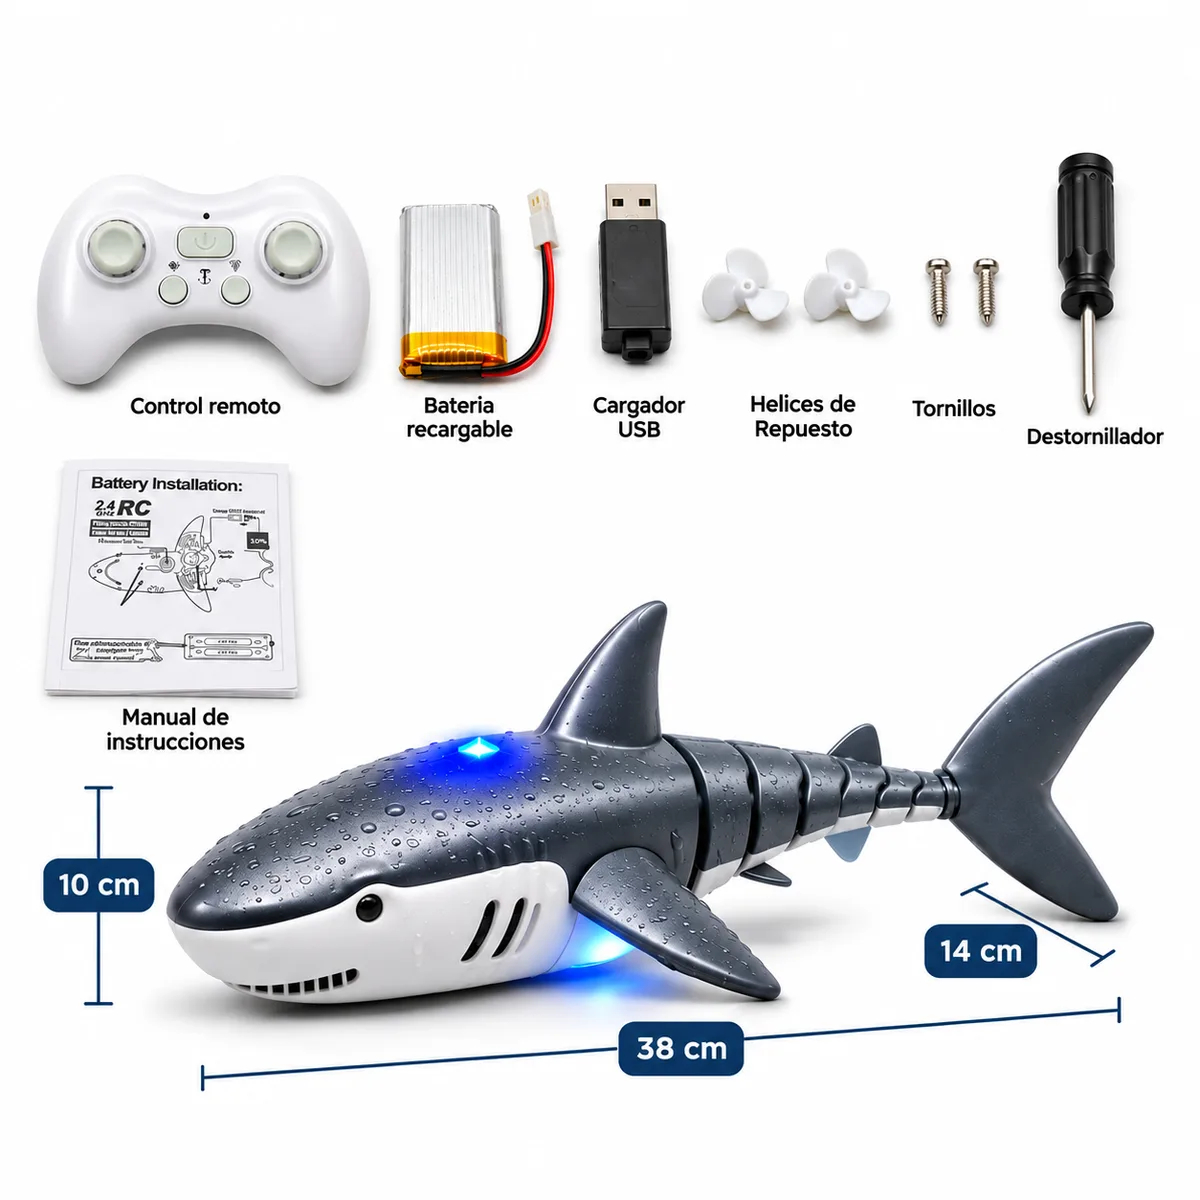 Control remoto
Bateria
recargable
Cargador
USB
Helices de
Repuesto
Tornillos
Destornillador
Battery Installation:
2.4
GHz
RC
Manual de
instrucciones
10 cm
14 cm
38 cm